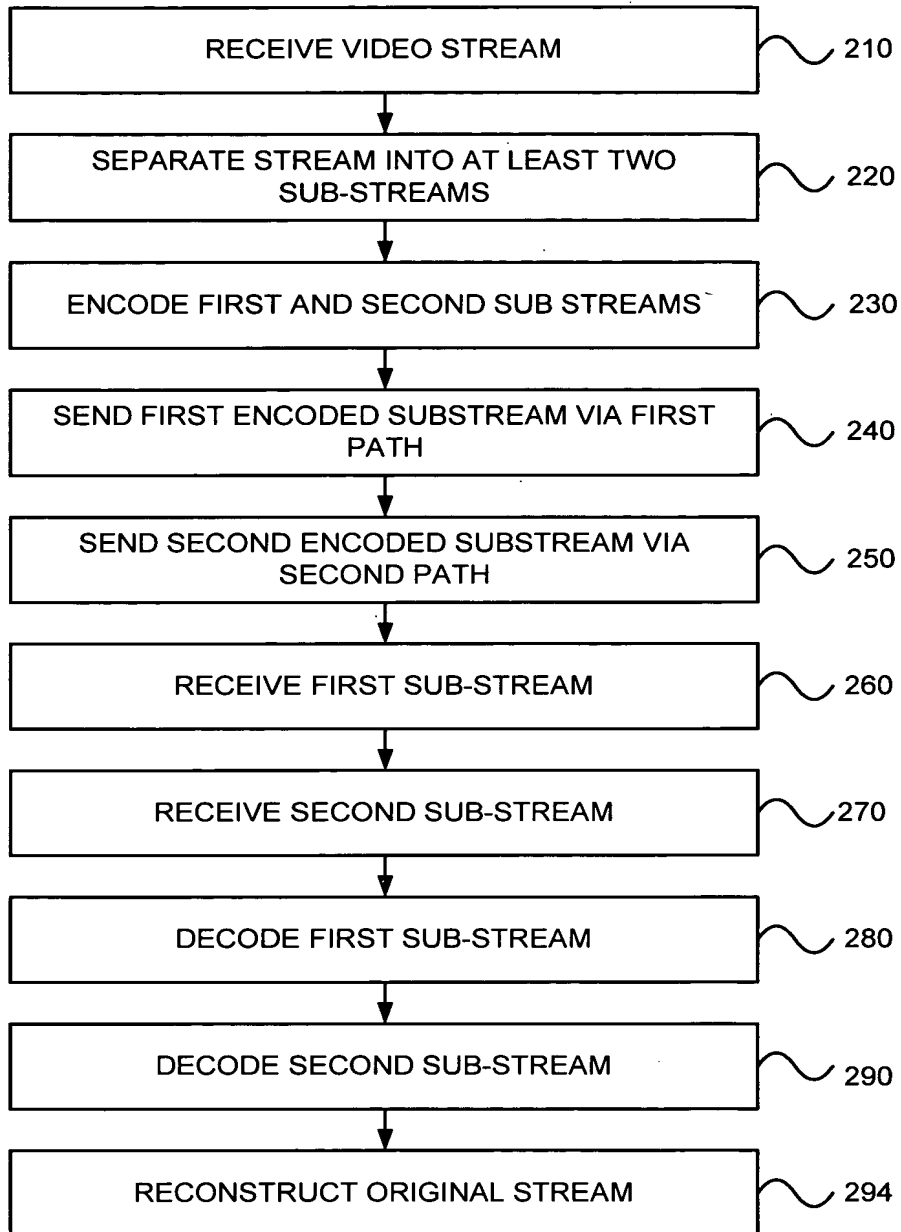 RECEIVE VIDEO STREAM
210
SEPARATE STREAM INTO AT LEAST TWO
SUB-STREAMS
220
ENCODE FIRST AND SECOND SUB STREAMS
230
SEND FIRST ENCODED SUBSTREAM VIA FIRST
PATH
240
SEND SECOND ENCODED SUBSTREAM VIA
SECOND PATH
250
RECEIVE FIRST SUB-STREAM
260
RECEIVE SECOND SUB-STREAM
270
DECODE FIRST SUB-STREAM
280
DECODE SECOND SUB-STREAM
290
RECONSTRUCT ORIGINAL STREAM
294